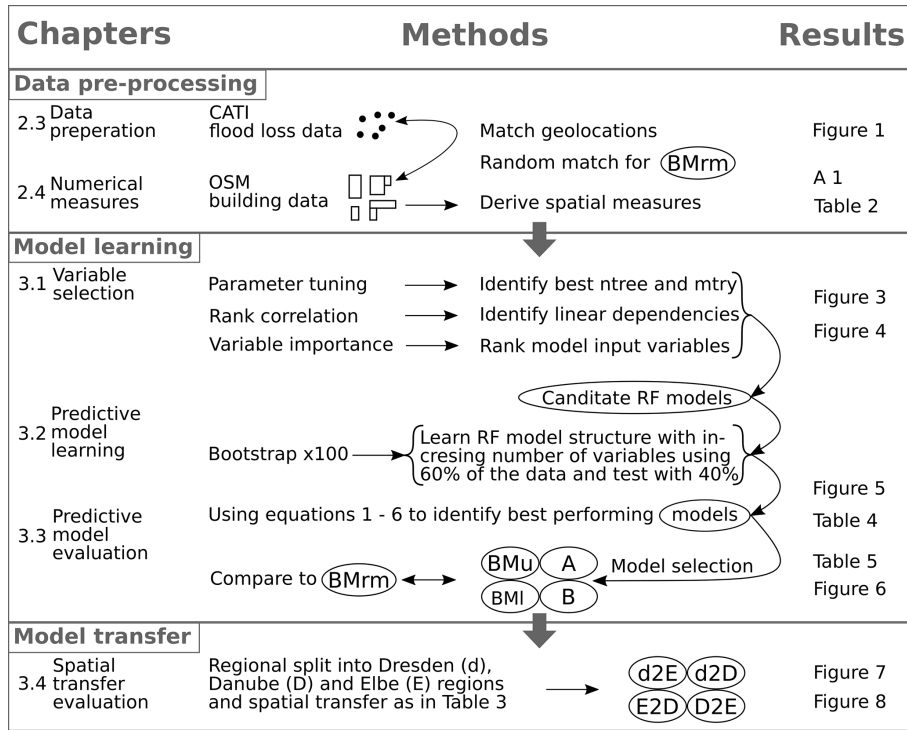 Chapters Methods Results
Data pre-processing
2.3 Data preperation
CATI flood loss data
Match geolocations
Random match for BMrm
Figure 1
2.4 Numerical measures
OSM building data
Derive spatial measures
A 1
Table 2
Model learning
3.1 Variable selection
Parameter tuning
Identify best ntree and mtry
Rank correlation
Identify linear dependencies
Variable importance
Rank model input variables
Figure 3
Figure 4
Canditate RF models
3.2 Predictive model learning
Bootstrap x100
Learn RF model structure with in-
cresing number of variables using
60% of the data and test with 40%
Figure 5
3.3 Predictive model evaluation
Using equations 1 - 6 to identify best performing models
Table 4
Compare to BMrm
BMu A
BMl B
Model selection
Table 5
Figure 6
Model transfer
3.4 Spatial transfer evaluation
Regional split into Dresden (d),
Danube (D) and Elbe (E) regions
and spatial transfer as in Table 3
d2E d2D
E2D D2E
Figure 7
Figure 8